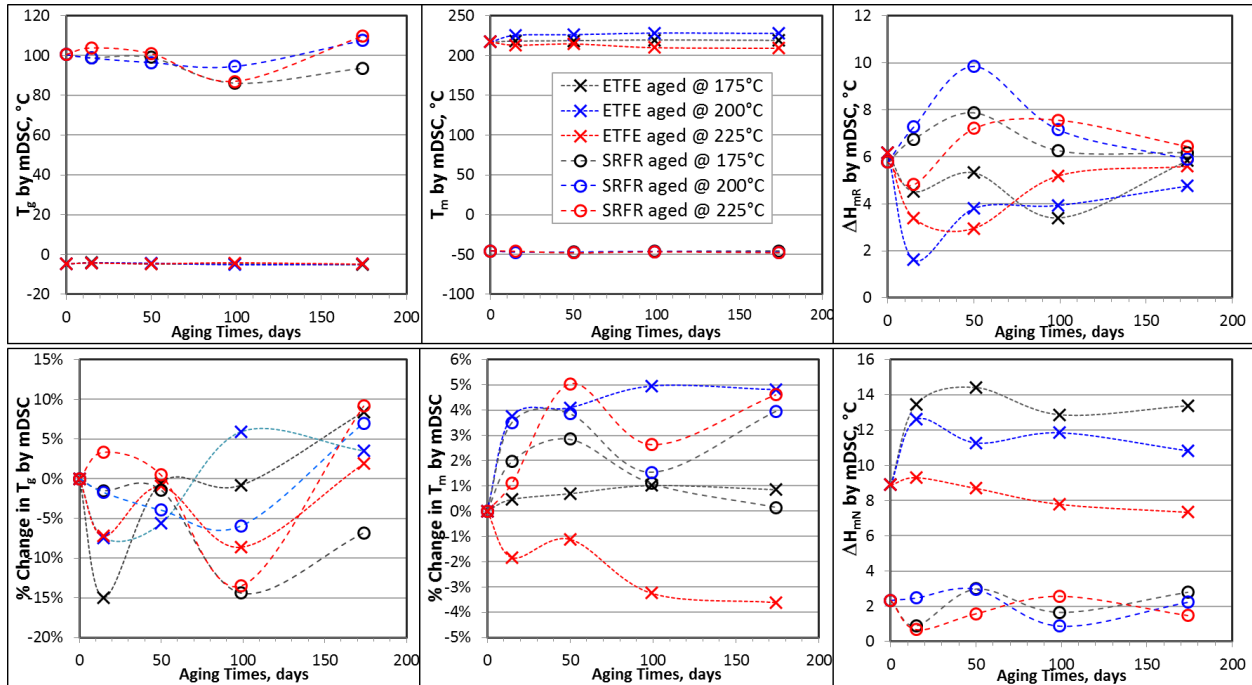 T_g by mDSC, °C
120
100
80
60
40
20
0
-20
0 50 100 150 200
Aging Times, days
T_m by mDSC, °C
250
200
150
100
50
0
-50
-100
ETFE aged @ 175°C
ETFE aged @ 200°C
ETFE aged @ 225°C
SRFR aged @ 175°C
SRFR aged @ 200°C
SRFR aged @ 225°C
0 50 100 150 200
Aging Times, days
ΔH_mR by mDSC, °C
12
10
8
6
4
2
0
0 50 100 150 200
Aging Times, days
% Change in T_g by mDSC
15%
10%
5%
0%
-5%
-10%
-15%
-20%
0 50 100 150 200
Aging Times, days
% Change in T_m by mDSC
6%
5%
4%
3%
2%
1%
0%
-1%
-2%
-3%
-4%
-5%
0 50 100 150 200
Aging Times, days
ΔH_mN by mDSC, °C
16
14
12
10
8
6
4
2
0
0 50 100 150 200
Aging Times, days